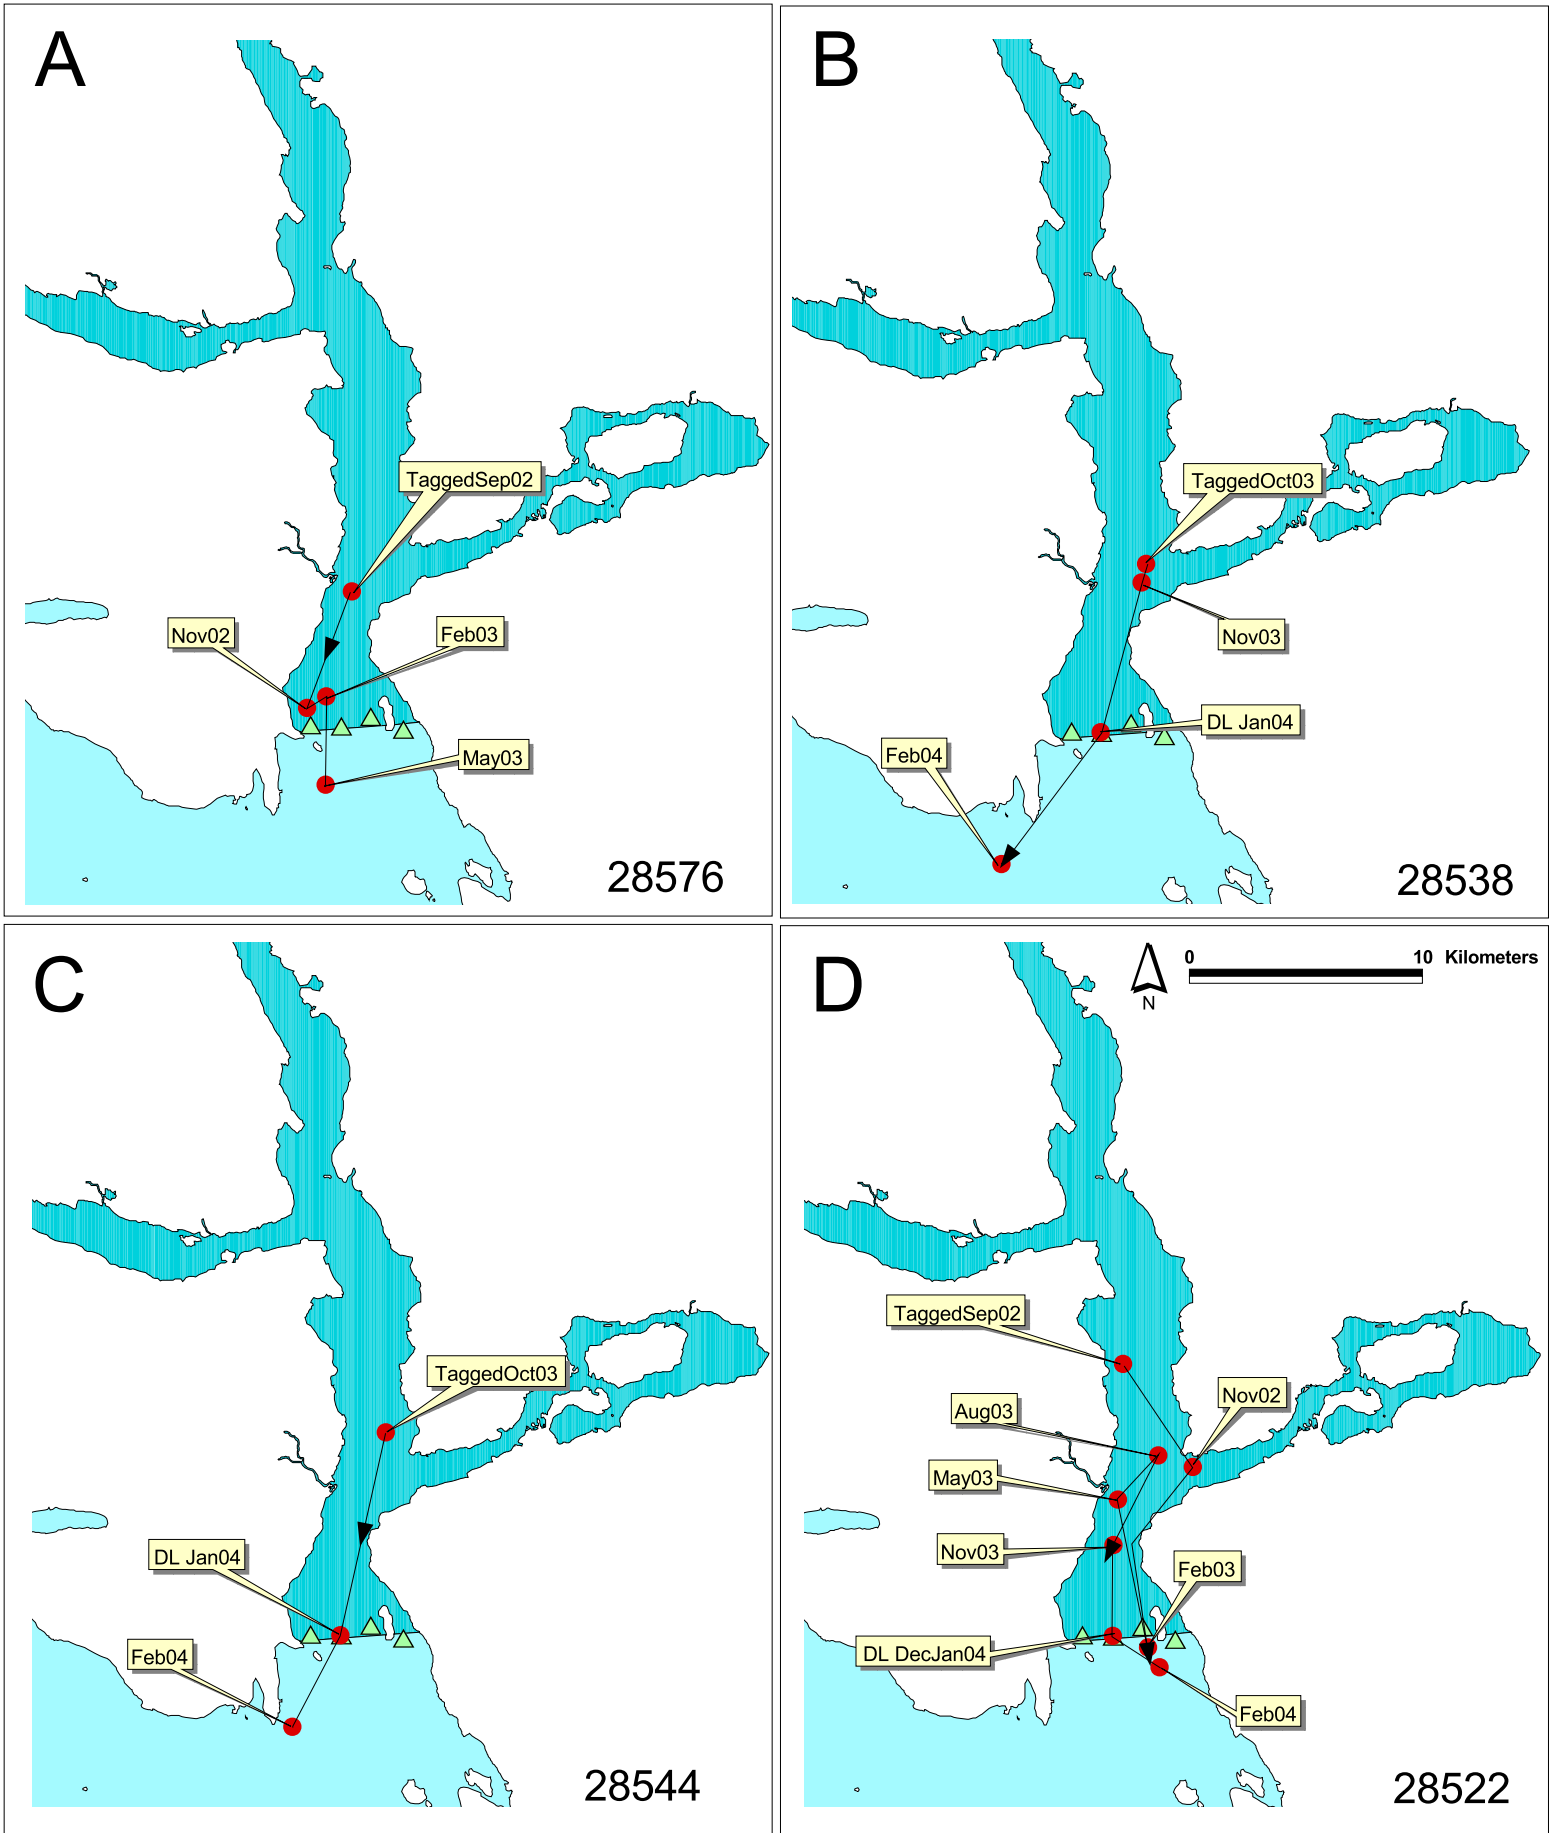 A
TaggedSep02
Nov02
Feb03
May03
28576
B
TaggedOct03
Nov03
DL Jan04
Feb04
28538
C
TaggedOct03
DL Jan04
Feb04
28544
D
0 10 Kilometers
N
TaggedSep02
Nov02
Aug03
May03
Nov03
Feb03
DL DecJan04
Feb04
28522